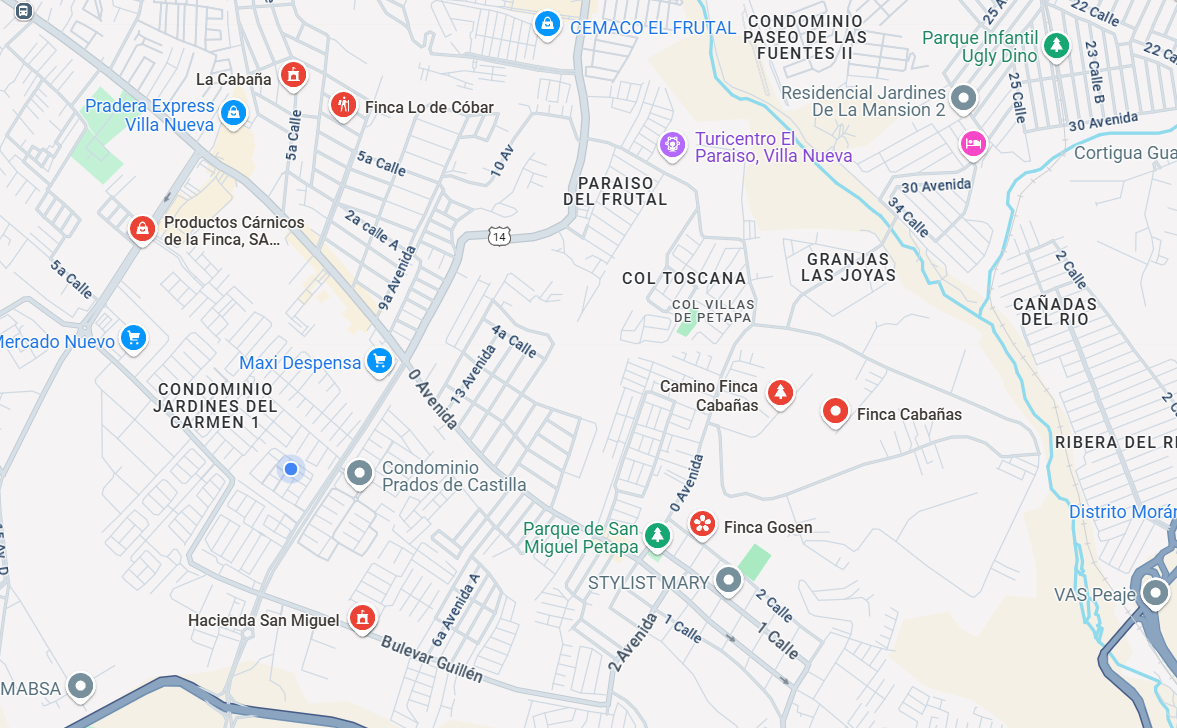 CEMACO EL FRUTAL
CONDOMINIO
PASEO DE LAS
FUENTES II
25 A
22 Calle
Parque Infantil
Ugly Dino
23 Calle B
22 Ca
La Cabaña
Pradera Express
Villa Nueva
Finca Lo de Cóbar
5a Calle
Residencial Jardines
De La Mansion 2
25 Calle
30 Avenida
Turicentro El
Paraiso, Villa Nueva
Cortigua Gua
5a Calle
10 Av
PARAISO
DEL FRUTAL
30 Avenida
34 Calle
Productos Cárnicos
de la Finca, SA...
2a calle A
14
5a Calle
9a Avenida
COL TOSCANA
GRANJAS
LAS JOYAS
2 Calle
COL VILLAS
DE PETAPA
CAÑADAS
DEL RIO
Mercado Nuevo
Maxi Despensa
4a Calle
13 Avenida
0 Avenida
CONDOMINIO
JARDINES DEL
CARMEN 1
Camino Finca
Cabañas
Finca Cabañas
2 C
RIBERA DEL RI
Condominio
Prados de Castilla
0 Avenida
Distrito Morán
Parque de San
Miguel Petapa
Finca Gosen
15 Av D
STYLIST MARY
2 Calle
VAS Peaje
6a Avenida A
Hacienda San Miguel
Bulevar Guillén
2 Avenida
1 Calle
1 Calle
MABSA